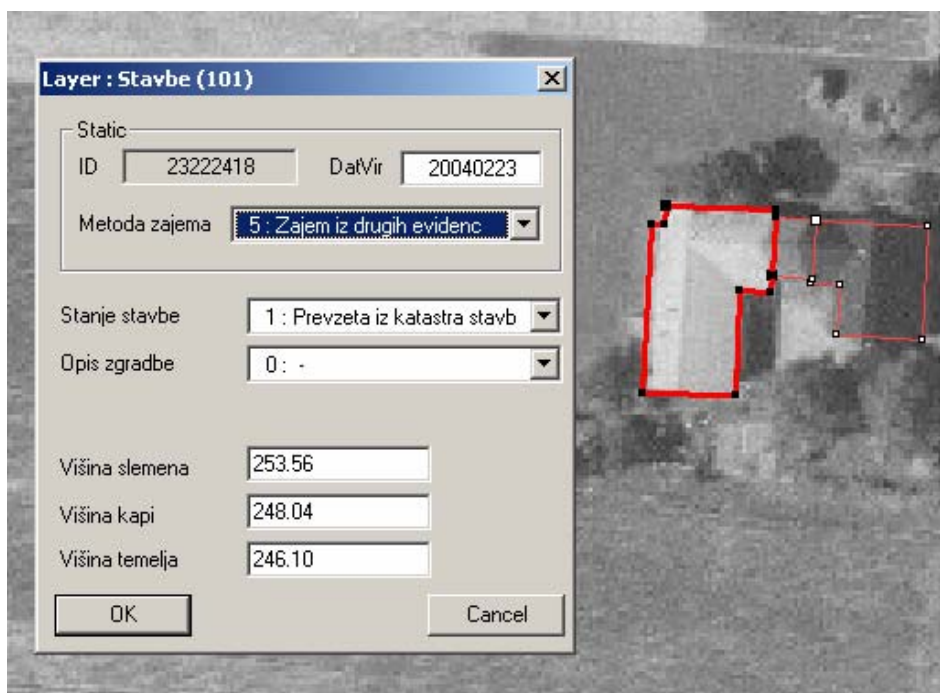 Layer : Stavbe (101)
Static
ID 23222418 DatVir 20040223
Metoda zajema 5 : Zajem iz drugih evidenc
Stanje stavbe 1 : Prevzeta iz katastra stavb
Opis zgradbe 0 : -
Višina slemena 253.56
Višina kapi 248.04
Višina temelja 246.10
OK Cancel